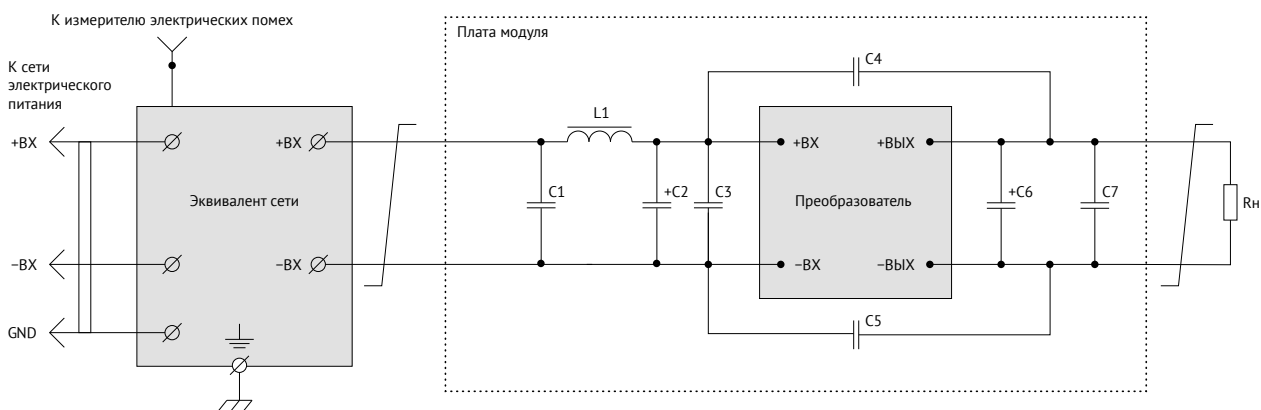 К измерителю электрических помех
Плата модуля
К сети
электрического
питания
C4
L1
+ВХ
+ВХ
+ВХ
+ВЫХ
Эквивалент сети
C1
+C2
C3
Преобразователь
+C6
C7
Rн
−ВХ
−ВХ
−ВХ
−ВЫХ
GND
C5